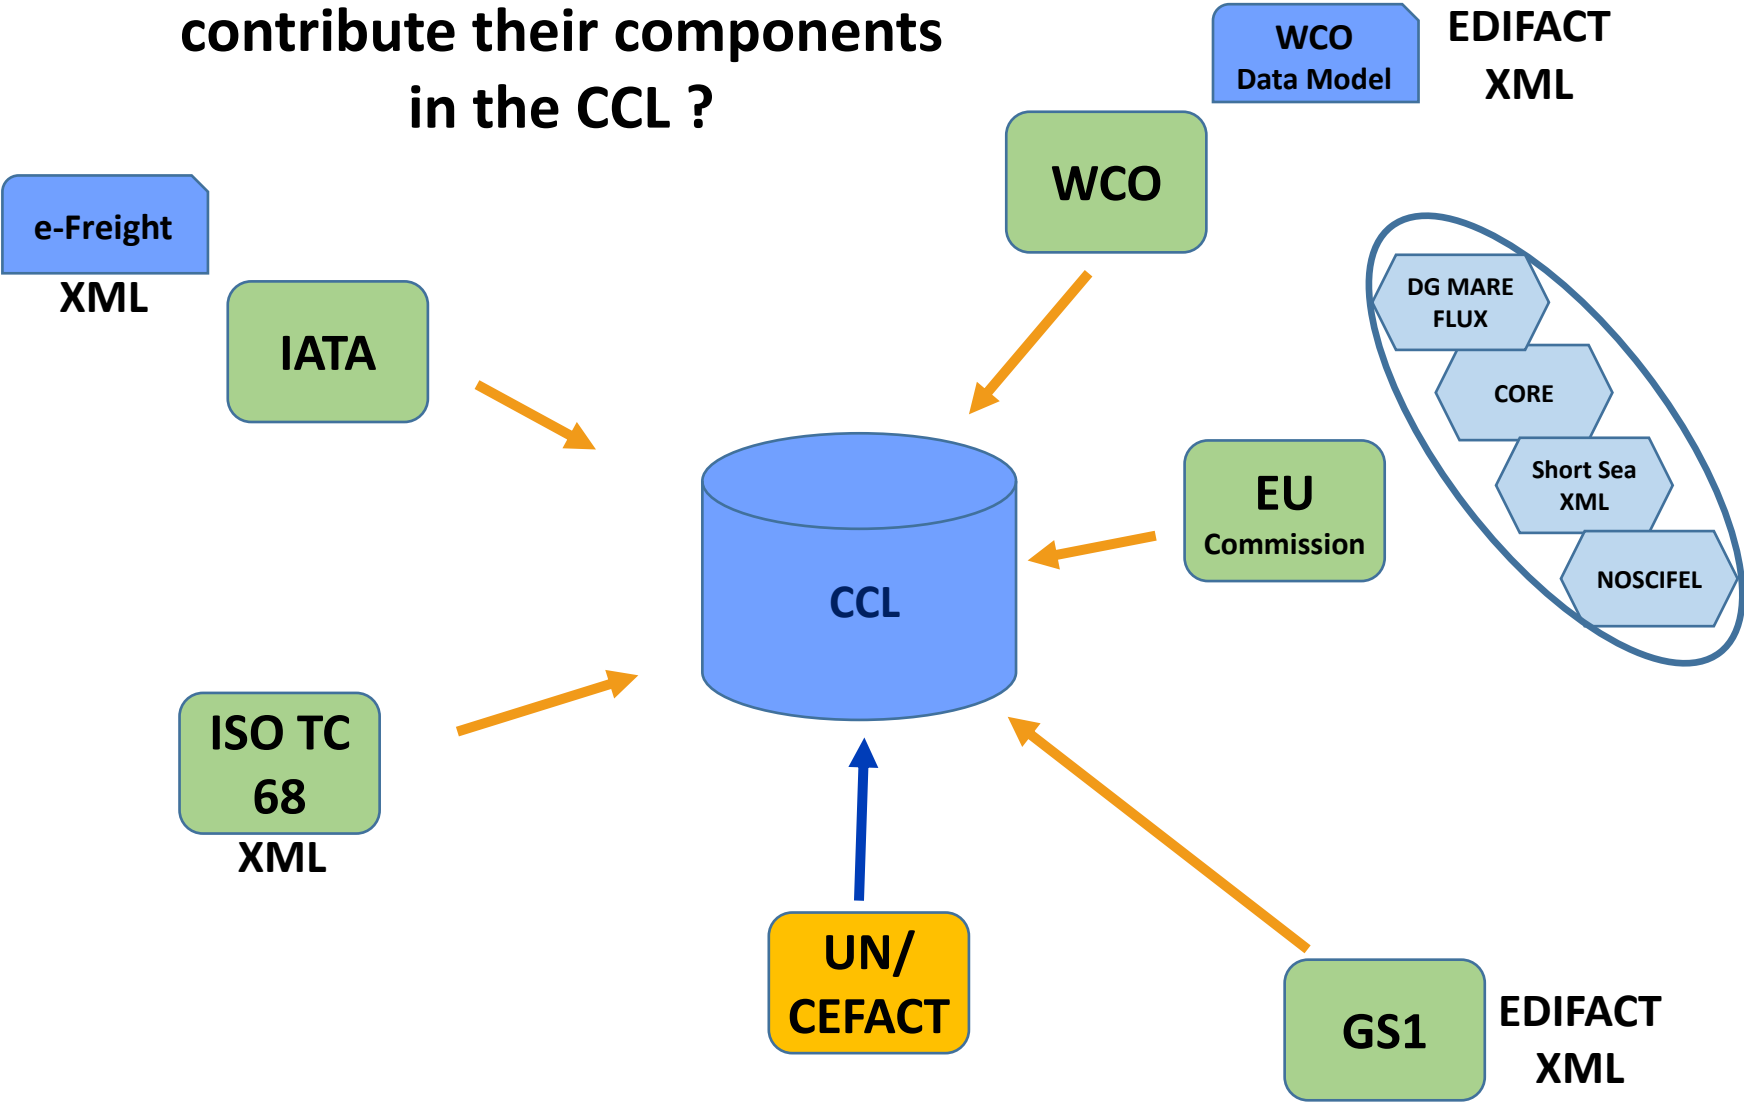 contribute their components
in the CCL ?
WCO
Data Model
EDIFACT
XML
WCO
e-Freight
XML
IATA
DG MARE
FLUX
CORE
Short Sea
XML
NOSCIFEL
EU
Commission
CCL
ISO TC
68
XML
UN/
CEFACT
GS1
EDIFACT
XML